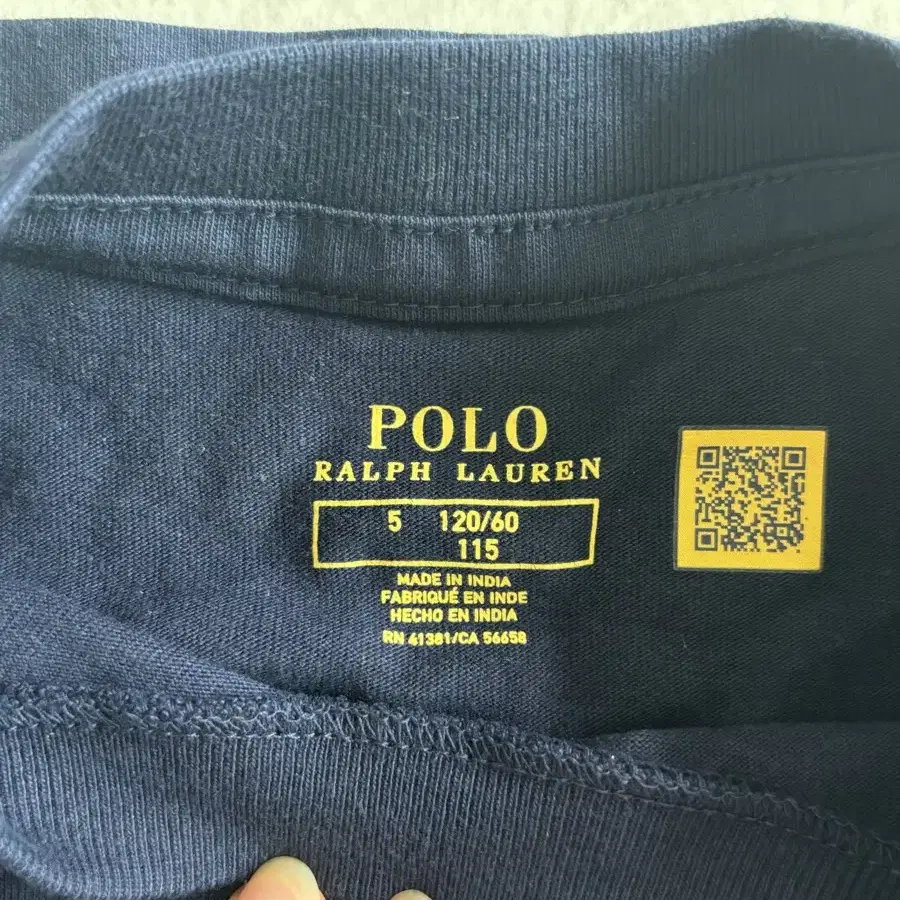 POLO
RALPH LAUREN
5 120/60
115
MADE IN INDIA
FABRIQUÉ EN INDE
HECHO EN INDIA
RN 41381/CA 56658